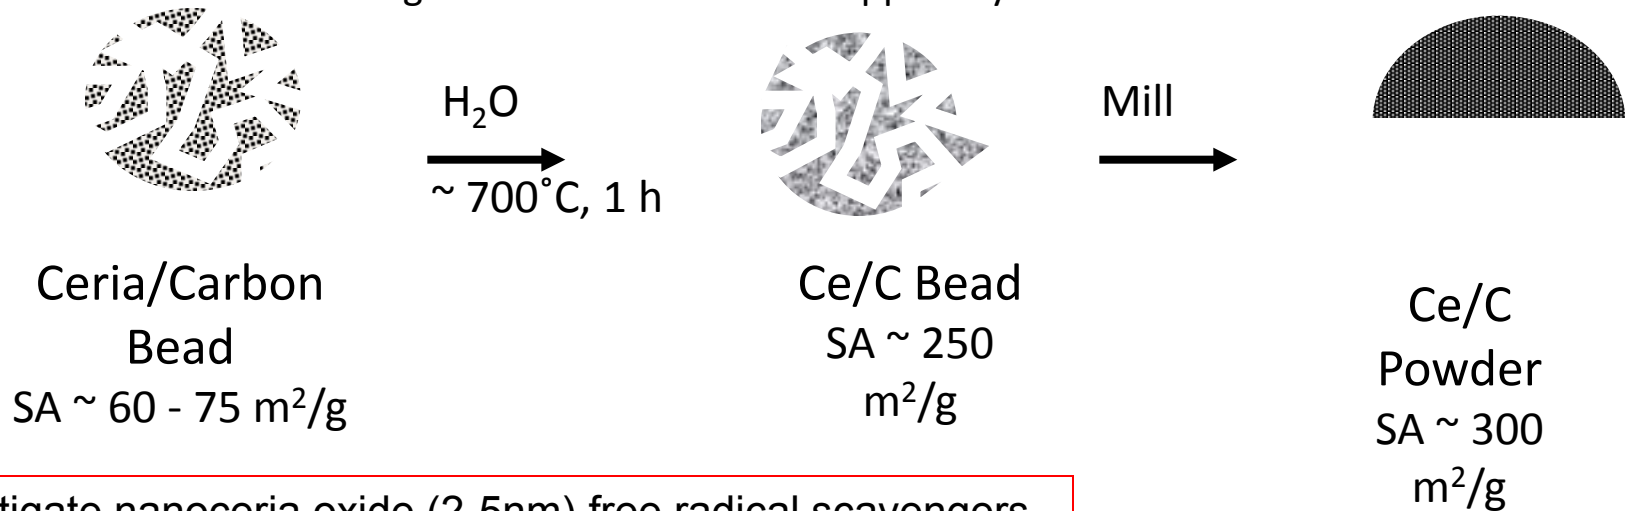 H₂O
~ 700˚C, 1 h
Mill
Ceria/Carbon
Bead
SA ~ 60 - 75 m²/g
Ce/C Bead
SA ~ 250
m²/g
Ce/C
Powder
SA ~ 300
m²/g
nanoceria oxide (2-5nm) free radical scavengers